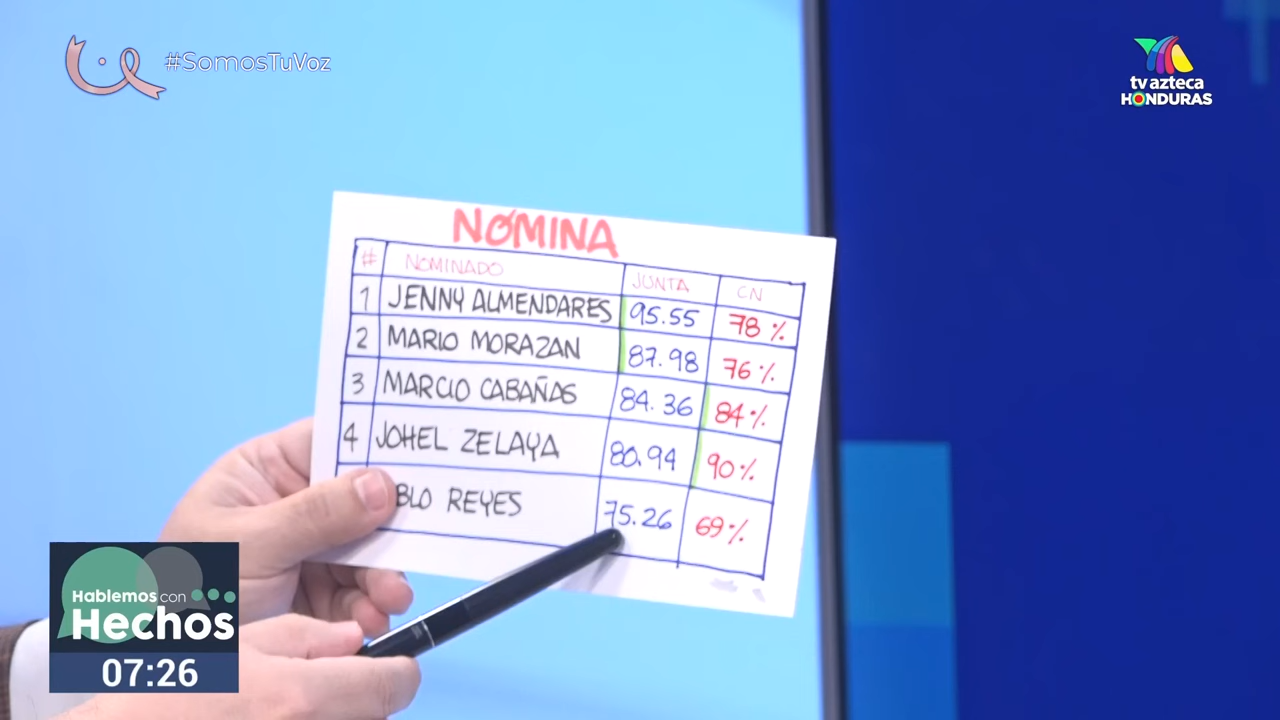 #SomosTuVoz
tv azteca
HONDURAS
NÓMINA
# NOMINADO JUNTA CN
1 JENNY ALMENDARES 95.55 78%
2 MARIO MORAZAN 87.98 76%
3 MARCIO CABAÑAS 84.36 84%
4 JOHEL ZELAYA 80.94 90%
BLO REYES 75.26 69%
Hablemos con
Hechos
07:26